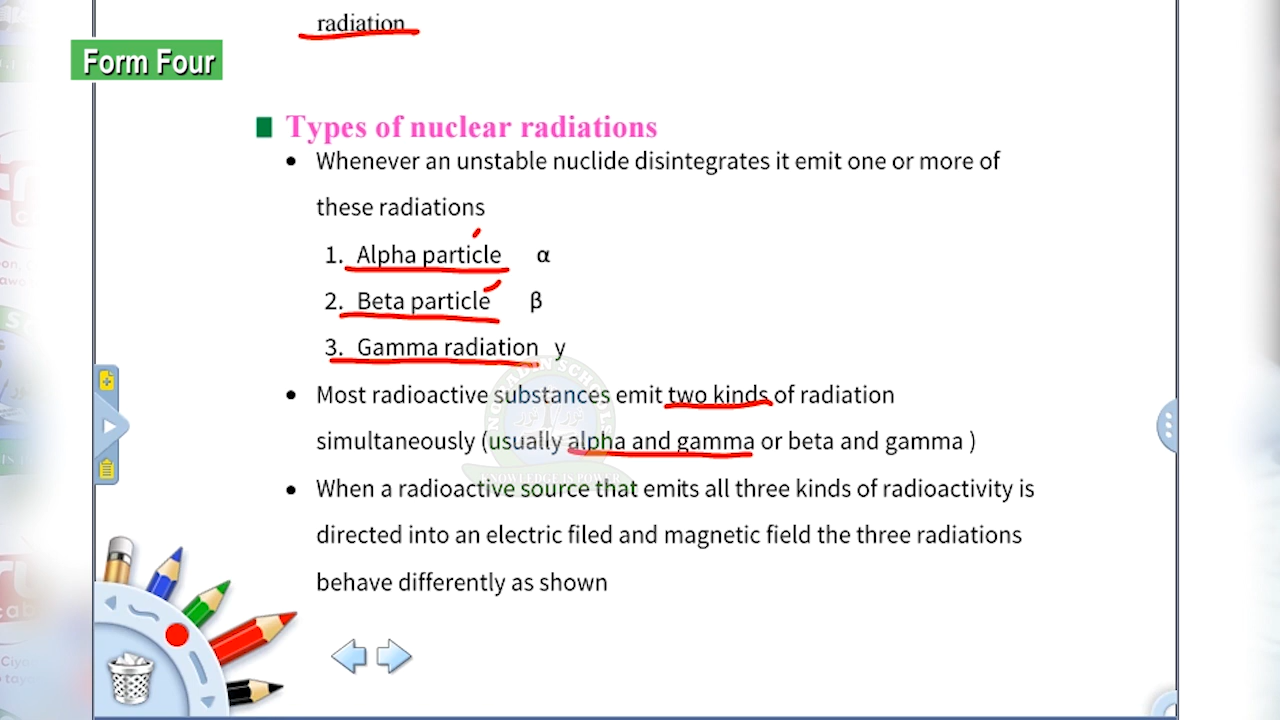 radiation
Form Four
Types of nuclear radiations
• Whenever an unstable nuclide disintegrates it emit one or more of
these radiations
1. Alpha particle α
2. Beta particle β
3. Gamma radiation y
• Most radioactive substances emit two kinds of radiation
simultaneously (usually alpha and gamma or beta and gamma )
• When a radioactive source that emits all three kinds of radioactivity is
directed into an electric filed and magnetic field the three radiations
behave differently as shown
KNOWLEDGE IS POWER